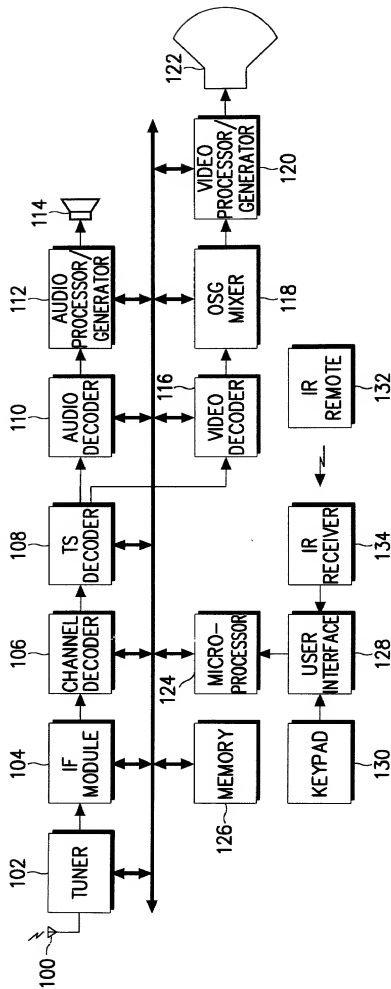 100
102
TUNER
104
IF
MODULE
106
CHANNEL
DECODER
108
TS
DECODER
110
AUDIO
DECODER
112
AUDIO
PROCESSOR/
GENERATOR
114
116
VIDEO
DECODER
OSG
MIXER
118
VIDEO
PROCESSOR/
GENERATOR
120
122
124
MICRO-
PROCESSOR
MEMORY
126
KEYPAD
130
USER
INTERFACE
128
IR
RECEIVER
134
IR
REMOTE
132